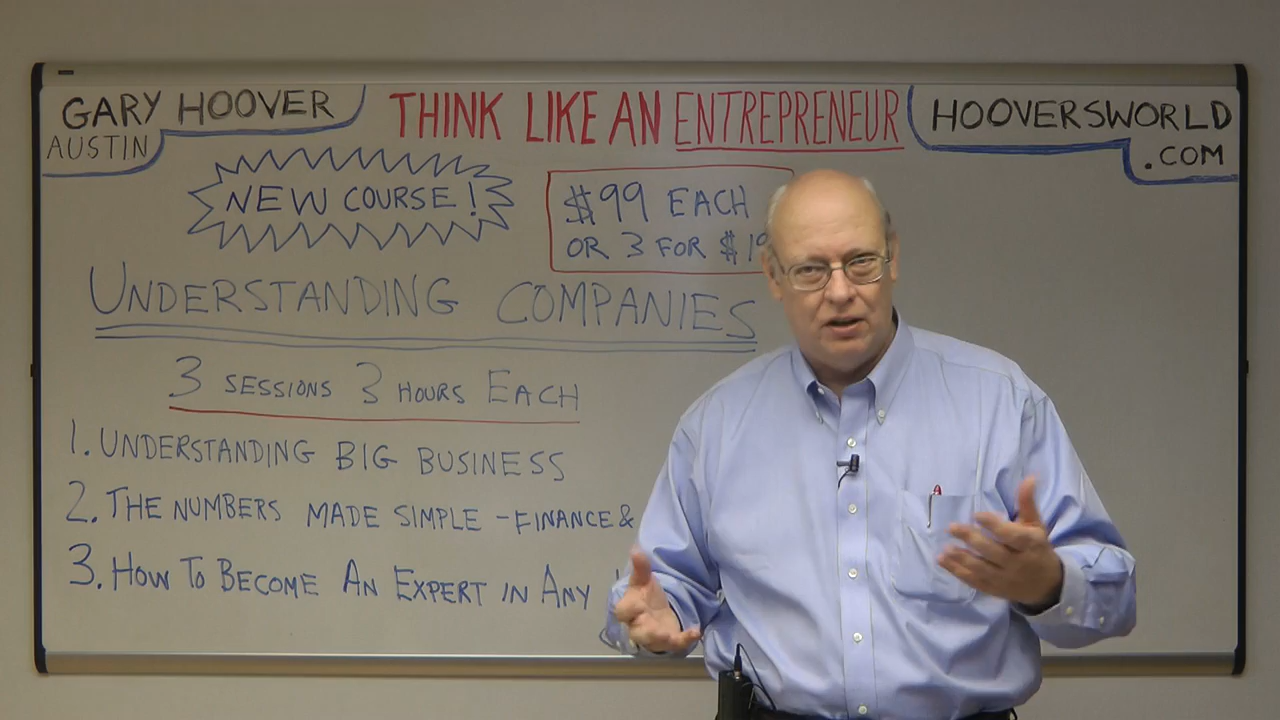 GARY HOOVER
AUSTIN
THINK LIKE AN ENTREPRENEUR
HOOVERSWORLD
.COM
NEW COURSE!
$99 EACH
OR 3 FOR
UNDERSTANDING COMPANIES
3 SESSIONS 3 HOURS EACH
1. UNDERSTANDING BIG BUSINESS
2. THE NUMBERS MADE SIMPLE - FINANCE &
3. HOW TO BECOME AN EXPERT IN ANY